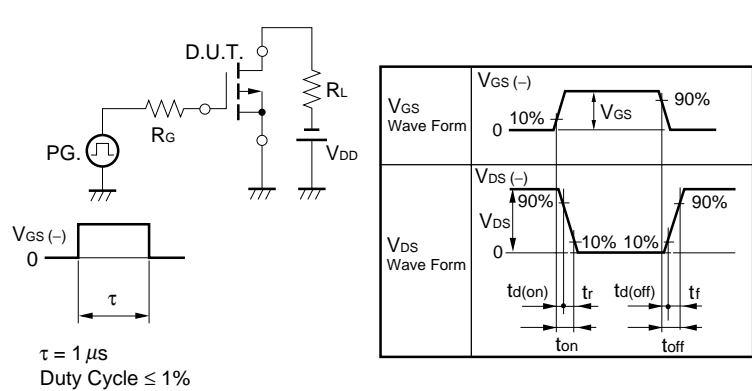 D.U.T.
RL
RG
PG.
VDD
VGS (−)
0
τ
τ = 1 μs
Duty Cycle ≤ 1%
VGS
Wave Form
VGS (−)
10%
0
VGS
90%
VDS
Wave Form
VDS (−)
90%
VDS
0
10% 10%
90%
td(on) tr td(off) tf
ton toff